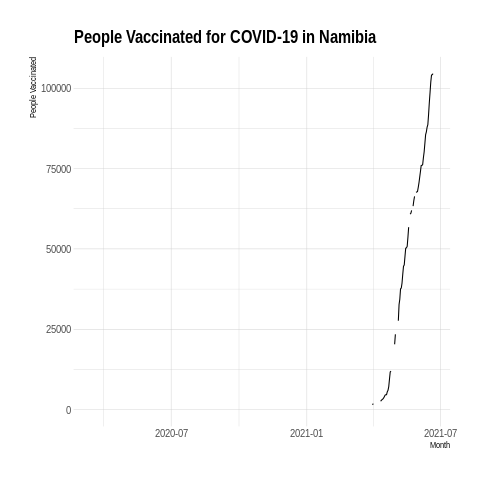 People Vaccinated for COVID-19 in Namibia
People Vaccinated
100000
75000
50000
25000
0
2020-07
2021-01
2021-07
Month